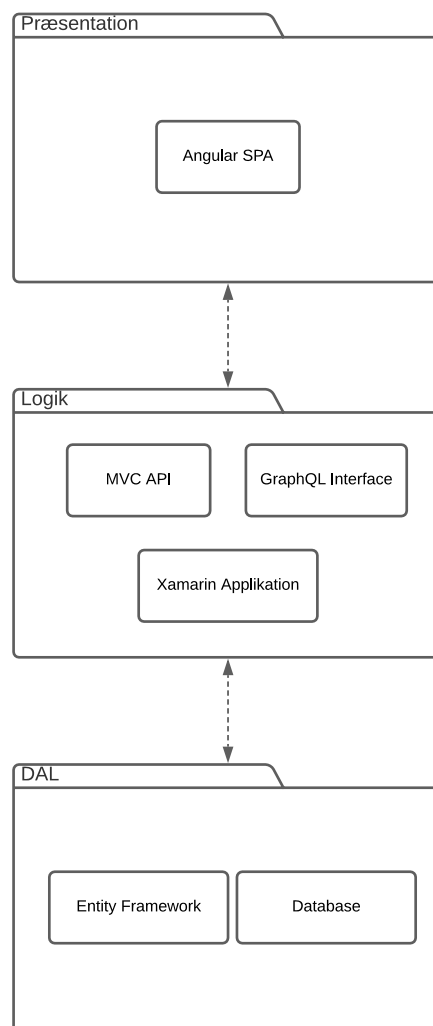 Præsentation
Angular SPA
Logik
MVC API
GraphQL Interface
Xamarin Applikation
DAL
Entity Framework
Database